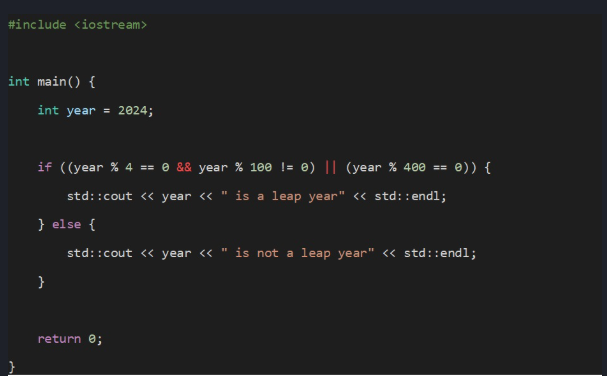 #include <iostream>

int main() {
    int year = 2024;

    if ((year % 4 == 0 && year % 100 != 0) || (year % 400 == 0)) {
        std::cout << year << " is a leap year" << std::endl;
    } else {
        std::cout << year << " is not a leap year" << std::endl;
    }

    return 0;
}